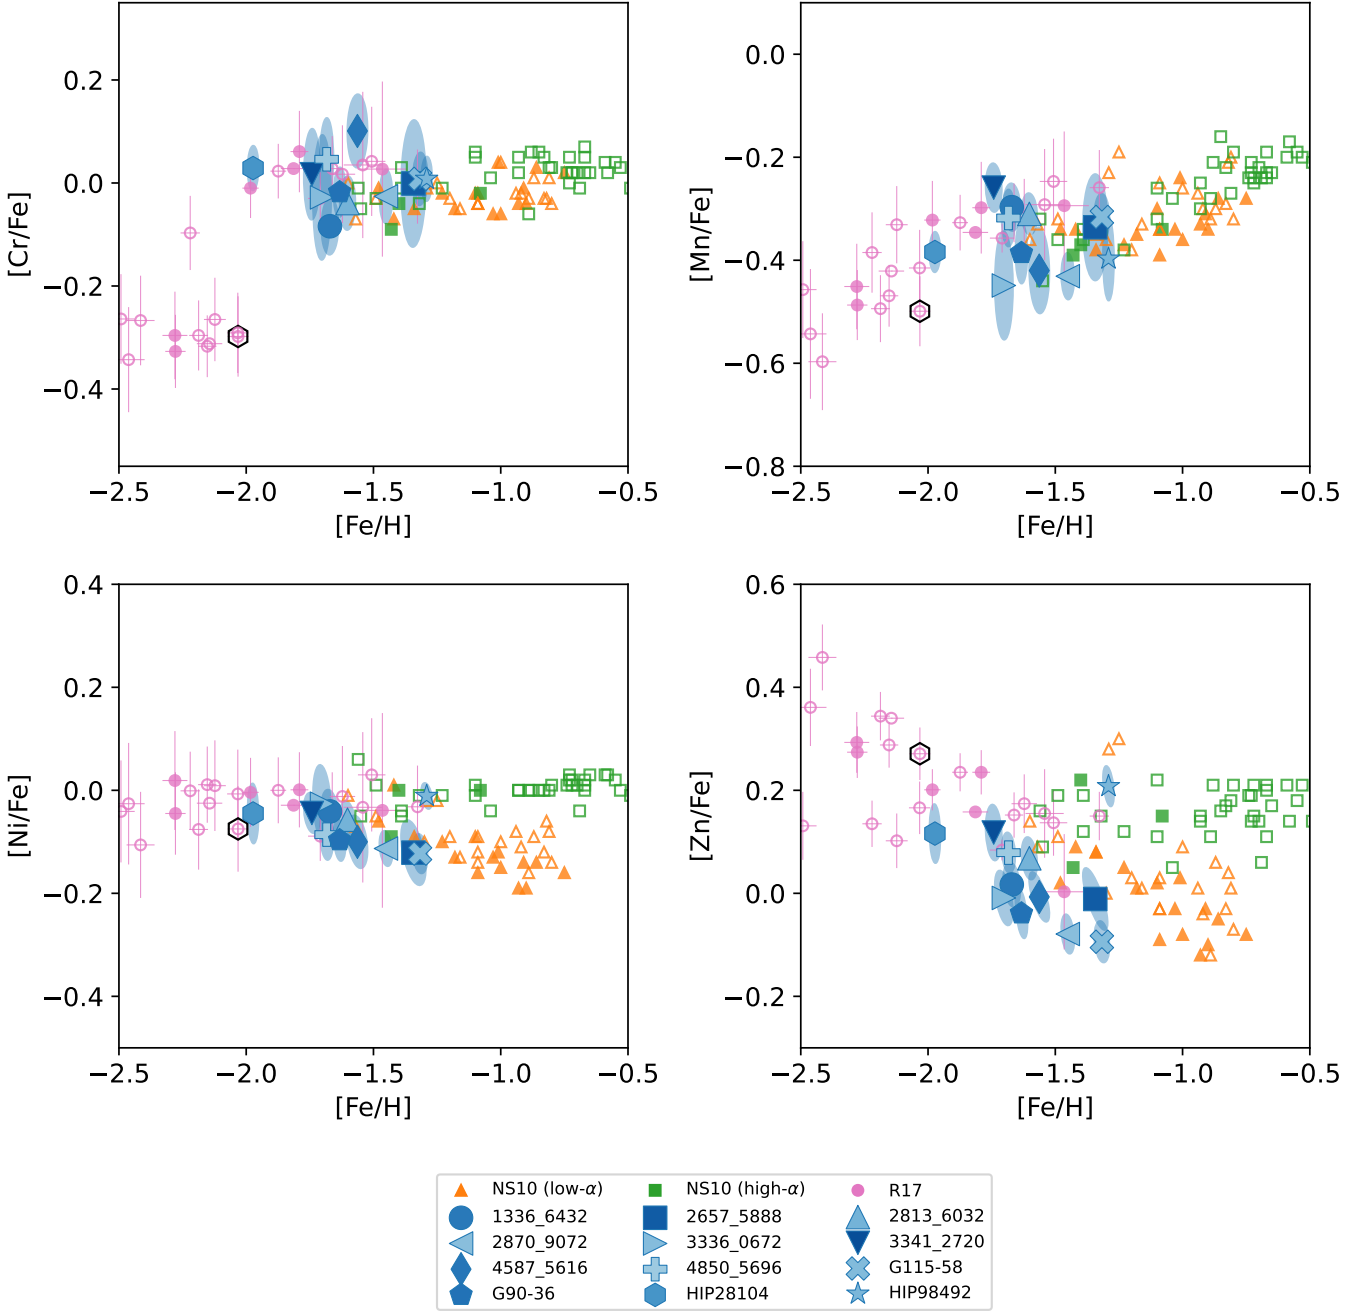 0.2
0.0
−0.2
−0.4
[Cr/Fe]
−2.5 −2.0 −1.5 −1.0 −0.5
[Fe/H]
0.0
−0.2
−0.4
−0.6
−0.8
[Mn/Fe]
−2.5 −2.0 −1.5 −1.0 −0.5
[Fe/H]
0.4
0.2
0.0
−0.2
−0.4
[Ni/Fe]
−2.5 −2.0 −1.5 −1.0 −0.5
[Fe/H]
0.6
0.4
0.2
0.0
−0.2
[Zn/Fe]
−2.5 −2.0 −1.5 −1.0 −0.5
[Fe/H]
NS10 (low-α) NS10 (high-α) R17
1336_6432 2657_5888 2813_6032
2870_9072 3336_0672 3341_2720
4587_5616 4850_5696 G115-58
G90-36 HIP28104 HIP98492